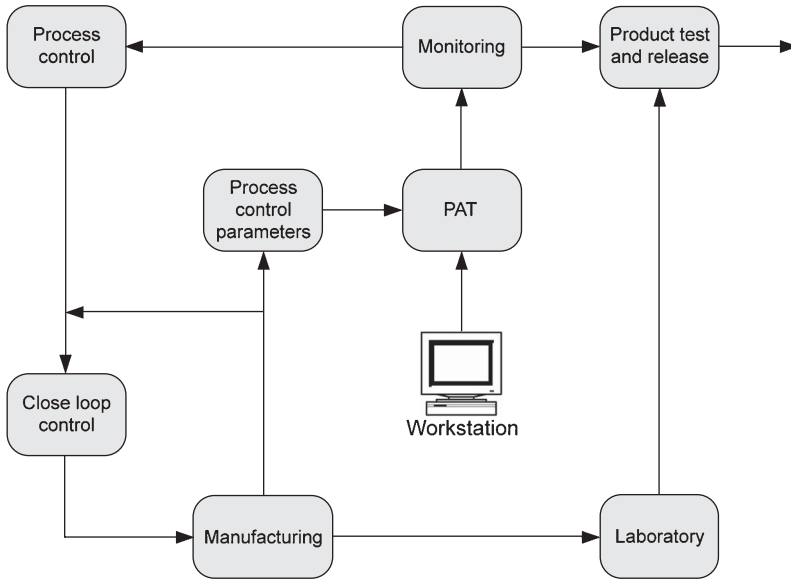 Process
control
Monitoring
Product test
and release
Process
control
parameters
PAT
Close loop
control
Workstation
Manufacturing
Laboratory